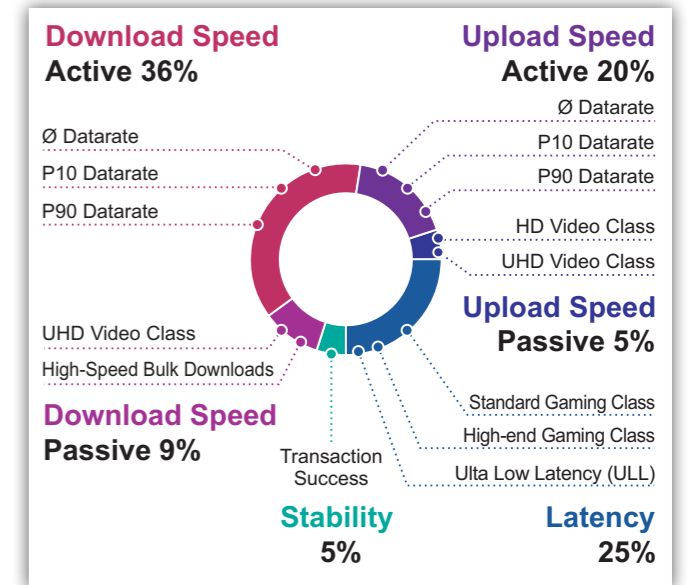 Download Speed
Active 36%
Upload Speed
Active 20%
Ø Datarate
P10 Datarate
P90 Datarate
Ø Datarate
P10 Datarate
P90 Datarate
HD Video Class
UHD Video Class
Upload Speed
Passive 5%
UHD Video Class
High-Speed Bulk Downloads
Download Speed
Passive 9%
Standard Gaming Class
High-end Gaming Class
Ulta Low Latency (ULL)
Transaction
Success
Stability
5%
Latency
25%